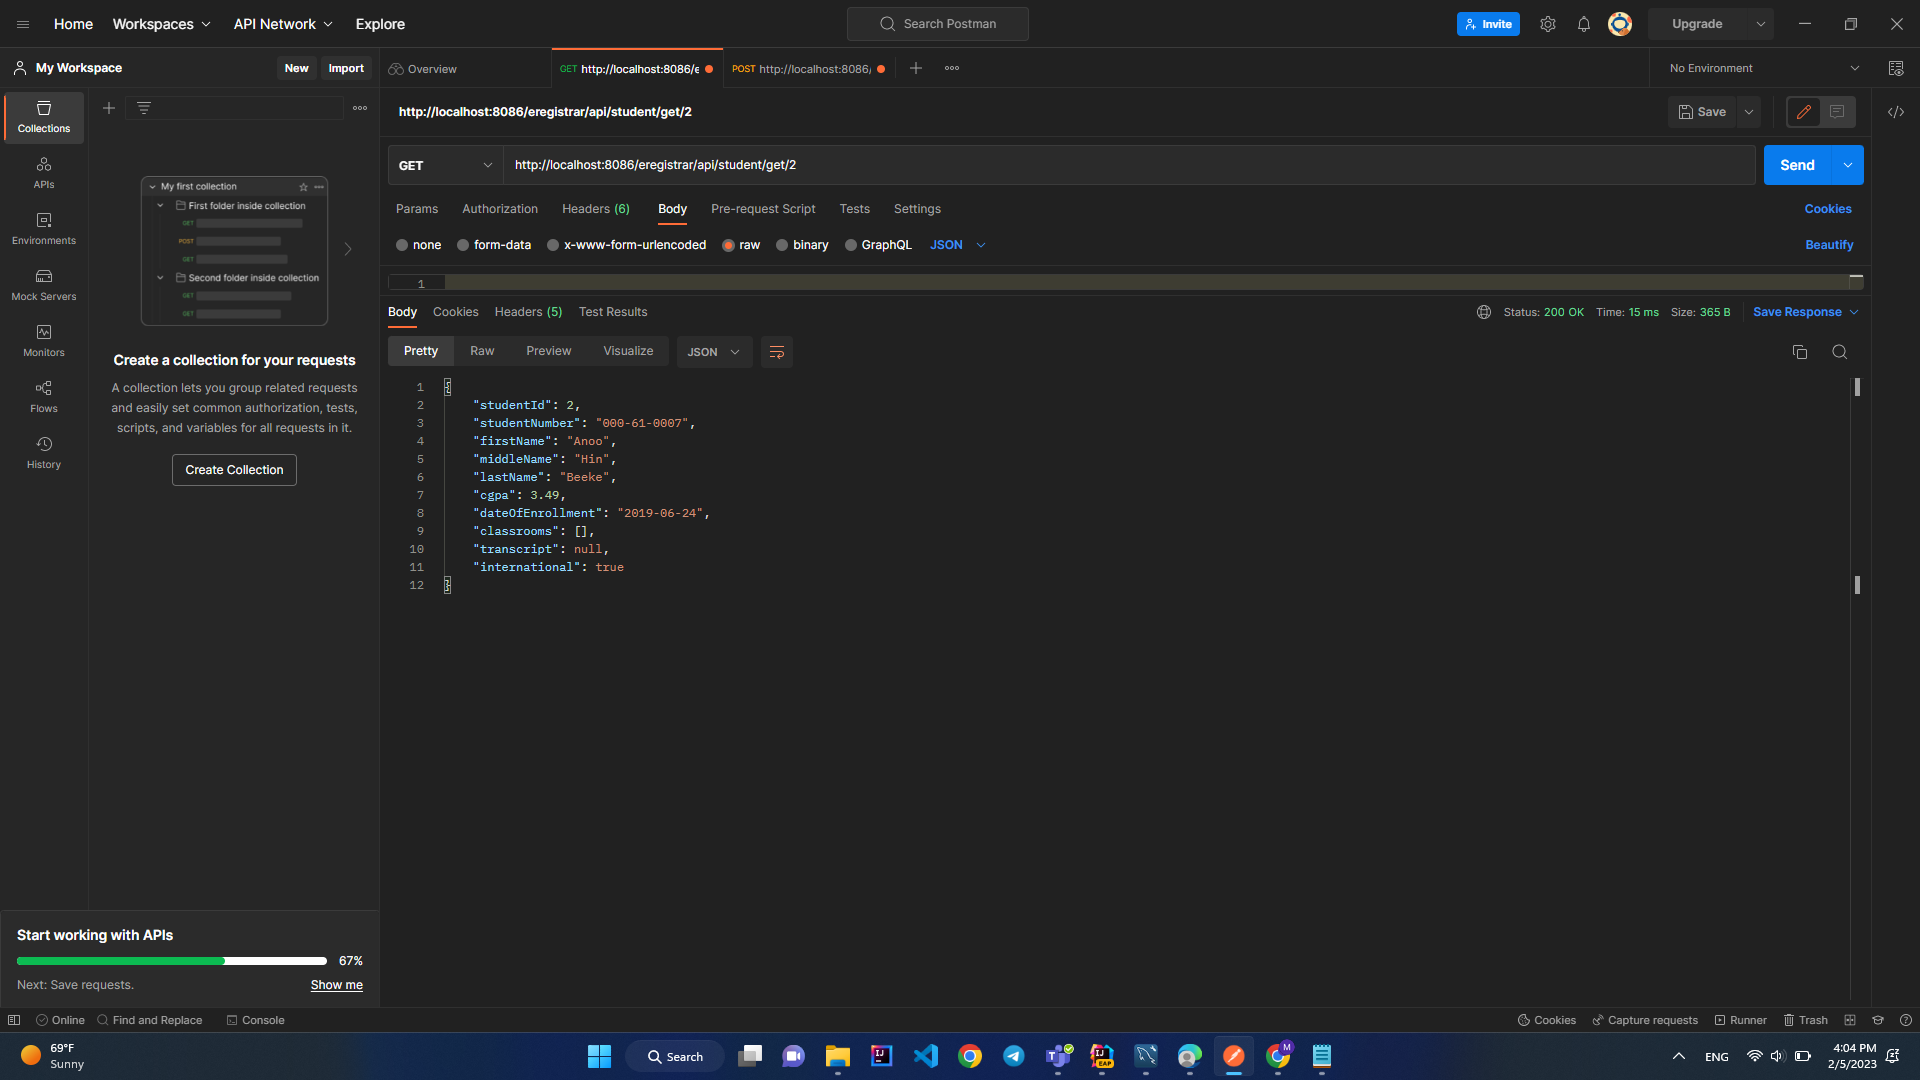 Home Workspaces API Network Explore Search Postman Invite Upgrade
My Workspace New Import Overview GET http://localhost:8086/e POST http://localhost:8086/ No Environment
http://localhost:8086/eregistrar/api/student/get/2 Save
Collections
APIs
Environments
Mock Servers
Monitors
Flows
History
My first collection
First folder inside collection
GET
POST
GET
Second folder inside collection
GET
GET
Create a collection for your requests
A collection lets you group related requests
and easily set common authorization, tests,
scripts, and variables for all requests in it.
Create Collection
GET http://localhost:8086/eregistrar/api/student/get/2 Send
Params Authorization Headers (6) Body Pre-request Script Tests Settings Cookies
none form-data x-www-form-urlencoded raw binary GraphQL JSON Beautify
1
Body Cookies Headers (5) Test Results Status: 200 OK Time: 15 ms Size: 365 B Save Response
Pretty Raw Preview Visualize JSON
1 {
2 "studentId": 2,
3 "studentNumber": "000-61-0007",
4 "firstName": "Anoo",
5 "middleName": "Hin",
6 "lastName": "Beeke",
7 "cgpa": 3.49,
8 "dateOfEnrollment": "2019-06-24",
9 "classrooms": [],
10 "transcript": null,
11 "international": true
12 }
Start working with APIs
67%
Next: Save requests. Show me
Online Find and Replace Console Cookies Capture requests Runner Trash
69°F
Sunny
Search
ENG
4:04 PM
2/5/2023